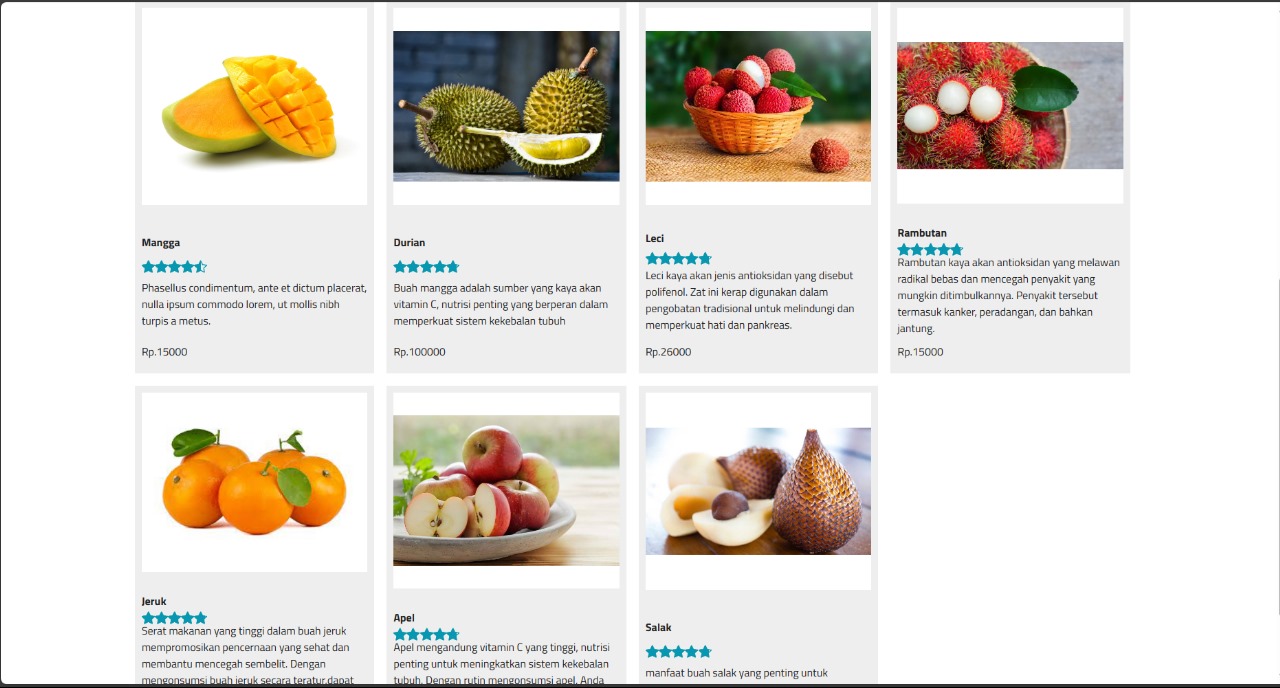 Mangga
Phasellus condimentum, ante et dictum placerat,
nulla ipsum commodo lorem, ut mollis nibh
turpis a metus.
Rp.15000
Durian
Buah mangga adalah sumber yang kaya akan
vitamin C, nutrisi penting yang berperan dalam
memperkuat sistem kekebalan tubuh
Rp.100000
Leci
Leci kaya akan jenis antioksidan yang disebut
polifenol. Zat ini kerap digunakan dalam
pengobatan tradisional untuk melindungi dan
memperkuat hati dan pankreas.
Rp.26000
Rambutan
Rambutan kaya akan antioksidan yang melawan
radikal bebas dan mencegah penyakit yang
mungkin ditimbulkannya. Penyakit tersebut
termasuk kanker, peradangan, dan bahkan
jantung.
Rp.15000
Jeruk
Serat makanan yang tinggi dalam buah jeruk
mempromosikan pencernaan yang sehat dan
membantu mencegah sembelit. Dengan
mengonsumsi buah jeruk secara teratur,dapat
Apel
Apel mengandung vitamin C yang tinggi, nutrisi
penting untuk meningkatkan sistem kekebalan
tubuh. Dengan rutin mengonsumsi apel, Anda
Salak
manfaat buah salak yang penting untuk